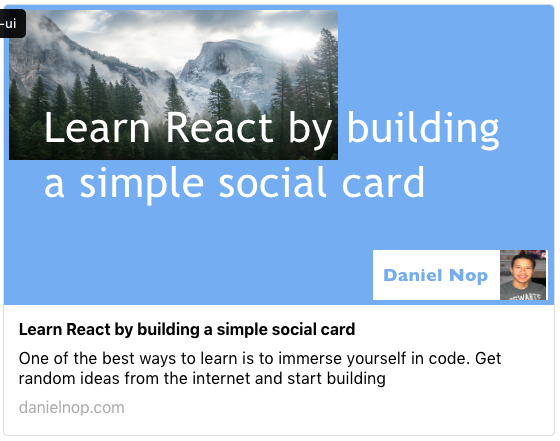 -ui
Learn React by building
a simple social card
Daniel Nop
Learn React by building a simple social card
One of the best ways to learn is to immerse yourself in code. Get
random ideas from the internet and start building
danielnop.com